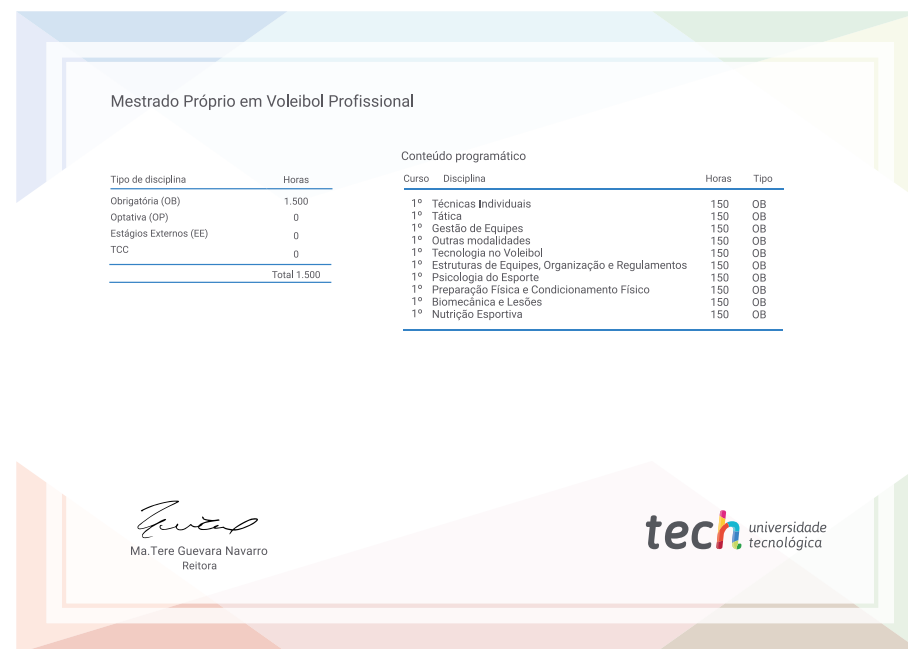 Mestrado Próprio em Voleibol Profissional
Tipo de disciplina Horas
Obrigatória (OB) 1.500
Optativa (OP) 0
Estágios Externos (EE) 0
TCC 0
Total 1.500
Conteúdo programático
Curso Disciplina Horas Tipo
1º Técnicas Individuais 150 OB
1º Tática 150 OB
1º Gestão de Equipes 150 OB
1º Outras modalidades 150 OB
1º Tecnologia no Voleibol 150 OB
1º Estruturas de Equipes, Organização e Regulamentos 150 OB
1º Psicologia do Esporte 150 OB
1º Preparação Física e Condicionamento Físico 150 OB
1º Biomecânica e Lesões 150 OB
1º Nutrição Esportiva 150 OB
Ma.Tere Guevara Navarro
Reitora
tech universidade
tecnológica